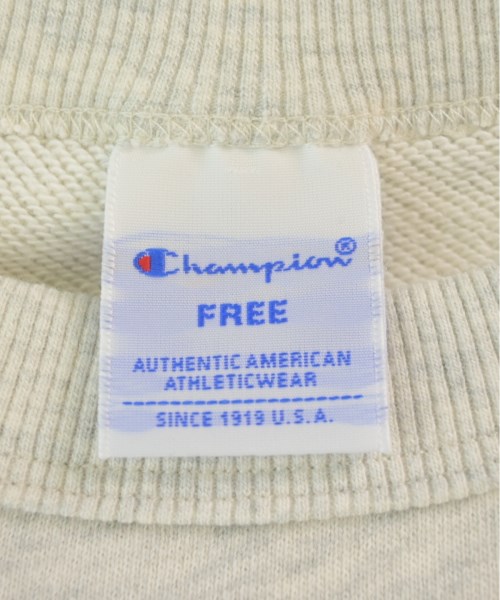 Champion®
FREE
AUTHENTIC AMERICAN
ATHLETICWEAR
SINCE 1919 U.S.A.